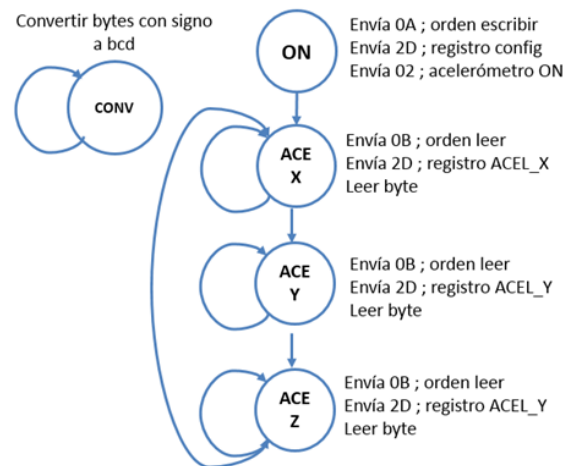 Convertir bytes con signo
a bcd
CONV
ON
Envía 0A ; orden escribir
Envía 2D ; registro config
Envía 02 ; acelerómetro ON
ACE
X
Envía 0B ; orden leer
Envía 2D ; registro ACEL_X
Leer byte
ACE
Y
Envía 0B ; orden leer
Envía 2D ; registro ACEL_Y
Leer byte
ACE
Z
Envía 0B ; orden leer
Envía 2D ; registro ACEL_Y
Leer byte